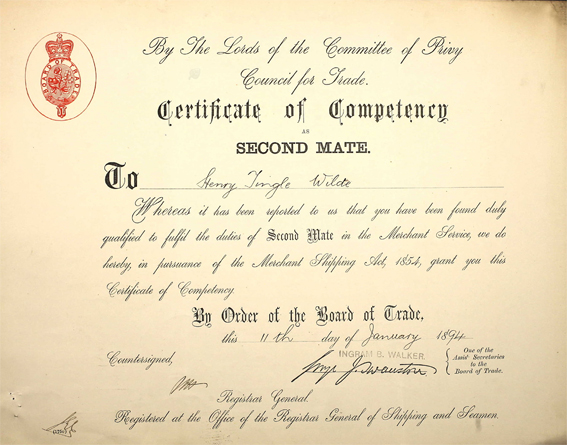 BOARD OF TRADE
By The Lords of the Committee of Privy
Council for Trade.
Certificate of Competency
AS
SECOND MATE.
To Henry Tingle Wilde
Whereas it has been reported to us that you have been found duly
qualified to fulfil the duties of Second Mate in the Merchant Service, we do
hereby, in pursuance of the Merchant Shipping Act, 1854, grant you this
Certificate of Competency.
By Order of the Board of Trade,
this 11th day of January 1894
Countersigned,
INGRAM B. WALKER.
One of the
Assist Secretaries
to the
Board of Trade.
Registrar General.
Registered at the Office of the Registrar General of Shipping and Seamen.